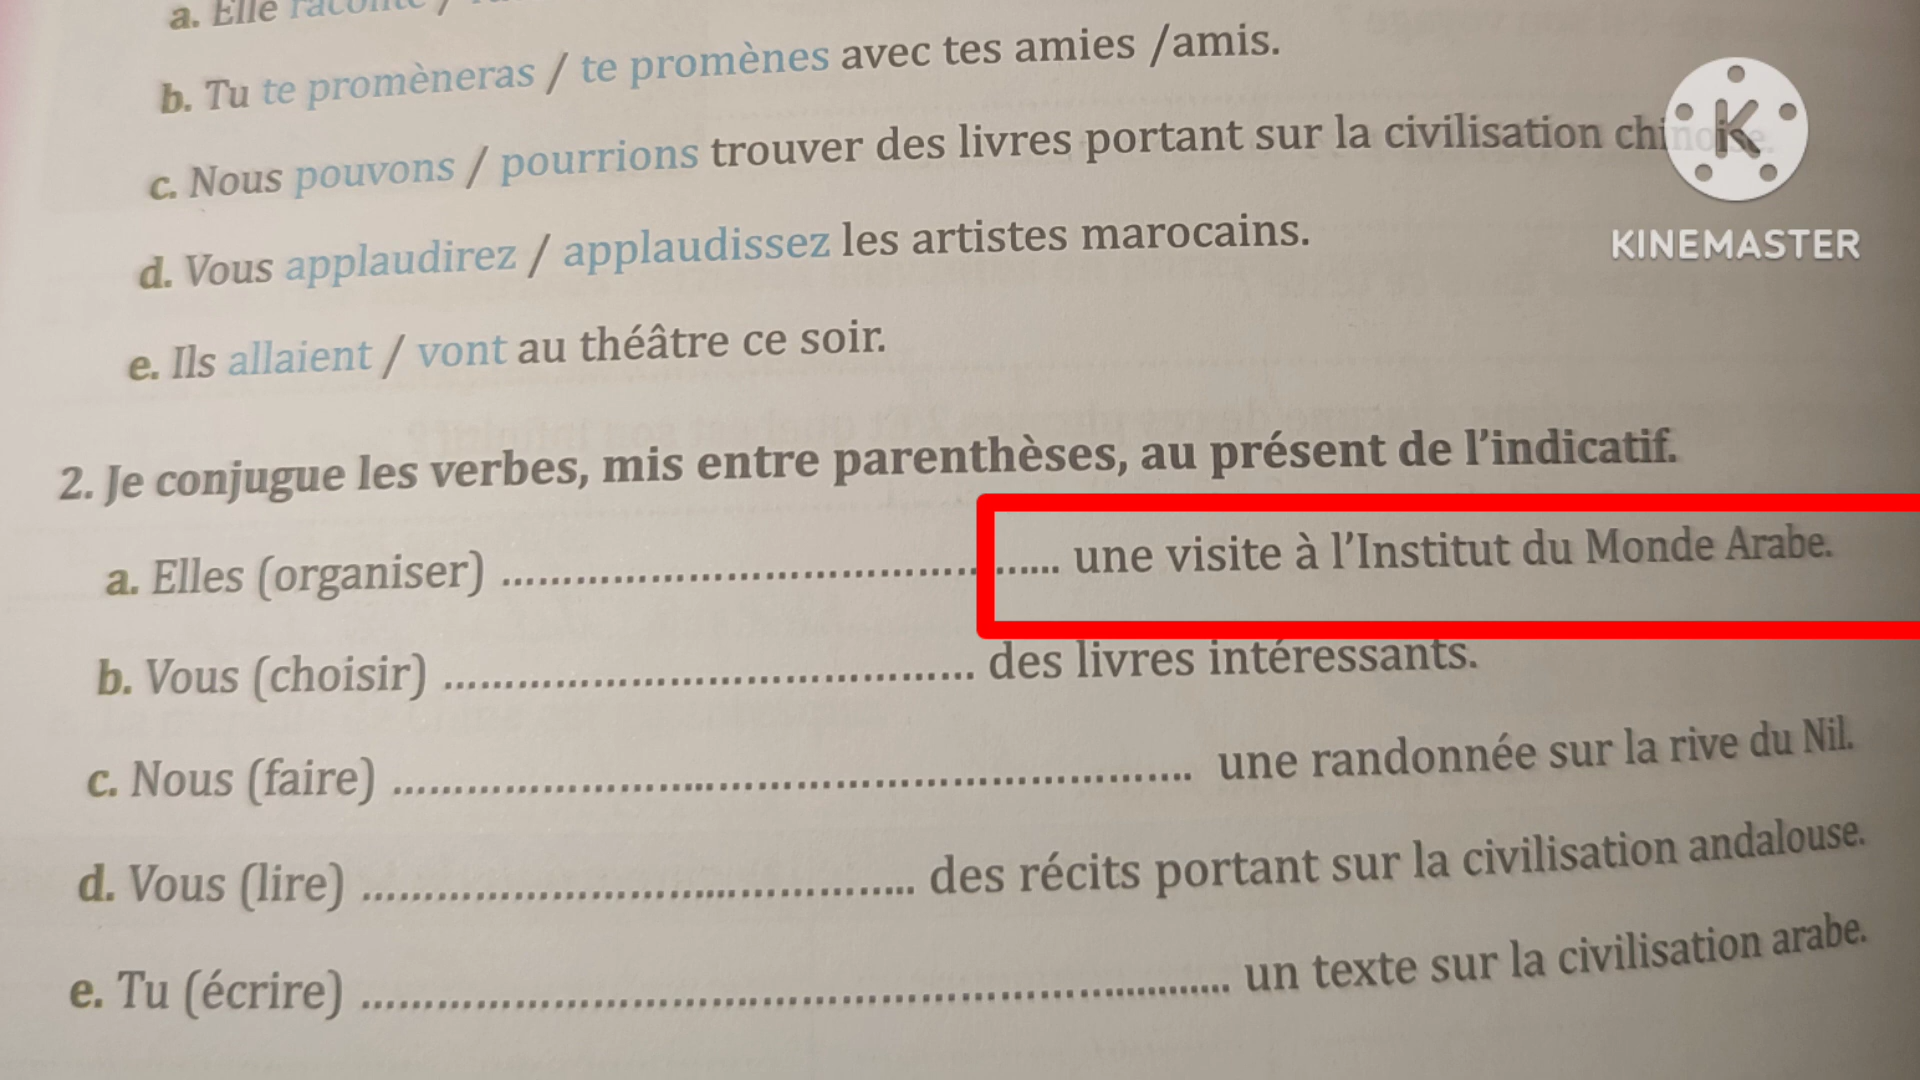 a. Elle raconte /
b. Tu te promèneras / te promènes avec tes amies /amis.
c. Nous pouvons / pourrions trouver des livres portant sur la civilisation chinoise.
d. Vous applaudirez / applaudissez les artistes marocains.
e. Ils allaient / vont au théâtre ce soir.
2. Je conjugue les verbes, mis entre parenthèses, au présent de l'indicatif.
a. Elles (organiser) ........................................ une visite à l'Institut du Monde Arabe.
b. Vous (choisir) ........................................ des livres intéressants.
c. Nous (faire) ........................................ une randonnée sur la rive du Nil.
d. Vous (lire) ........................................ des récits portant sur la civilisation andalouse.
e. Tu (écrire) ........................................ un texte sur la civilisation arabe.
K
KINEMASTER